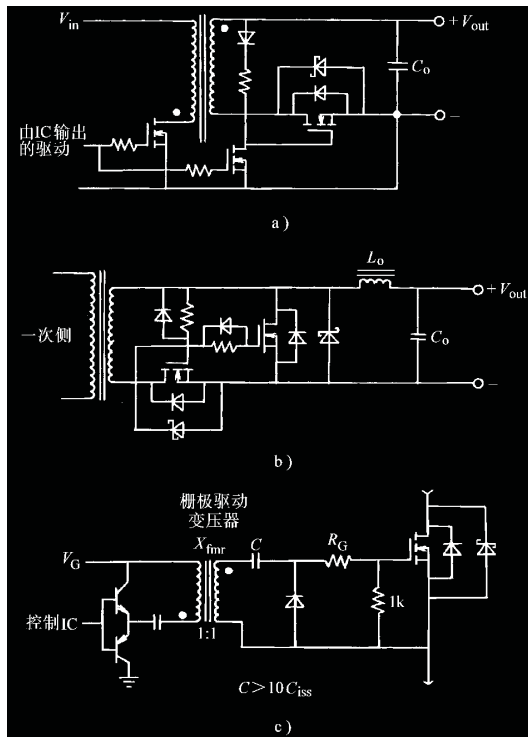 V_in
+V_out
C_o
−
由IC输出
的驱动
a)
L_o
+V_out
一次侧
C_o
−
b)
栅极驱动
变压器
V_G
X_fmr
C
R_G
控制IC
1k
1:1
C>10C_iss
c)